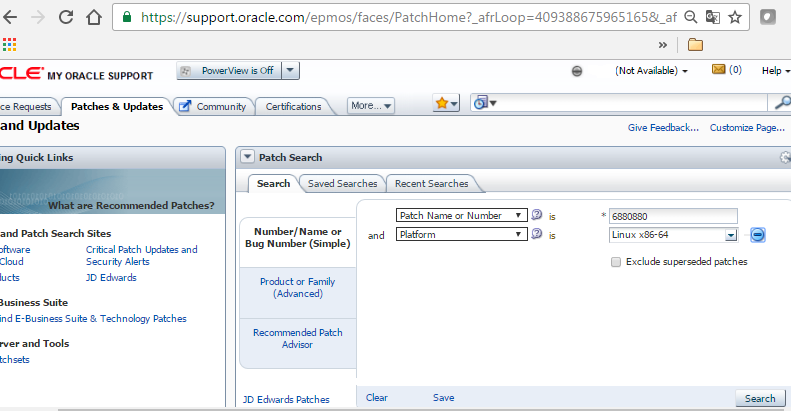 https://support.oracle.com/epmos/faces/PatchHome?_afrLoop=409388675965165&_af
»
CLE® MY ORACLE SUPPORT PowerView is Off (Not Available) (0) Help
ce Requests Patches & Updates Community Certifications More...
and Updates
Give Feedback... Customize Page...
ng Quick Links
What are Recommended Patches?
and Patch Search Sites
oftware
Cloud
ducts
Critical Patch Updates and
Security Alerts
JD Edwards
Business Suite
ind E-Business Suite & Technology Patches
rver and Tools
tchsets
Patch Search
Search Saved Searches Recent Searches
Number/Name or
Bug Number (Simple)
Product or Family
(Advanced)
Recommended Patch
Advisor
JD Edwards Patches
Patch Name or Number is * 6880880
and Platform is Linux x86-64
Exclude superseded patches
Clear Save Search